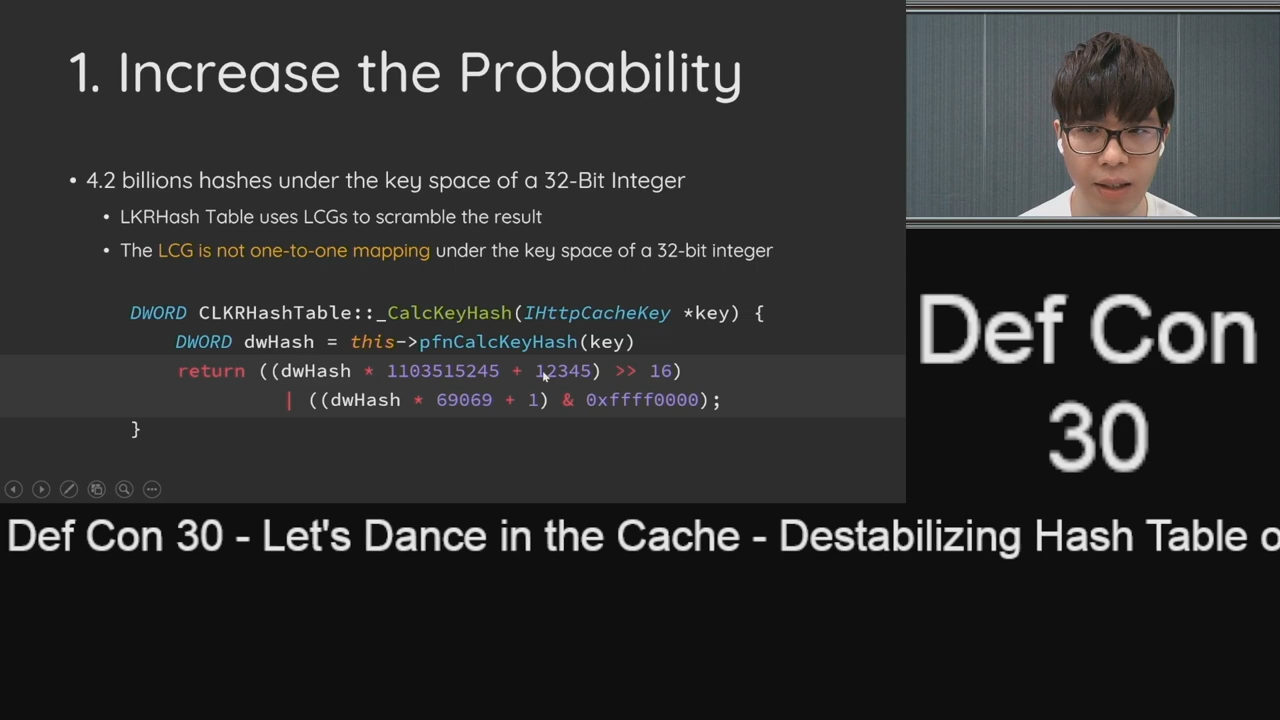 1. Increase the Probability
• 4.2 billions hashes under the key space of a 32-Bit Integer
• LKRHash Table uses LCGs to scramble the result
• The LCG is not one-to-one mapping under the key space of a 32-bit integer
DWORD CLKRHashTable::_CalcKeyHash(IHttpCacheKey *key) {
DWORD dwHash = this->pfnCalcKeyHash(key)
return ((dwHash * 1103515245 + 12345) >> 16)
| ((dwHash * 69069 + 1) & 0xffff0000);
}
Def Con
30
Def Con 30 - Let's Dance in the Cache - Destabilizing Hash Table o